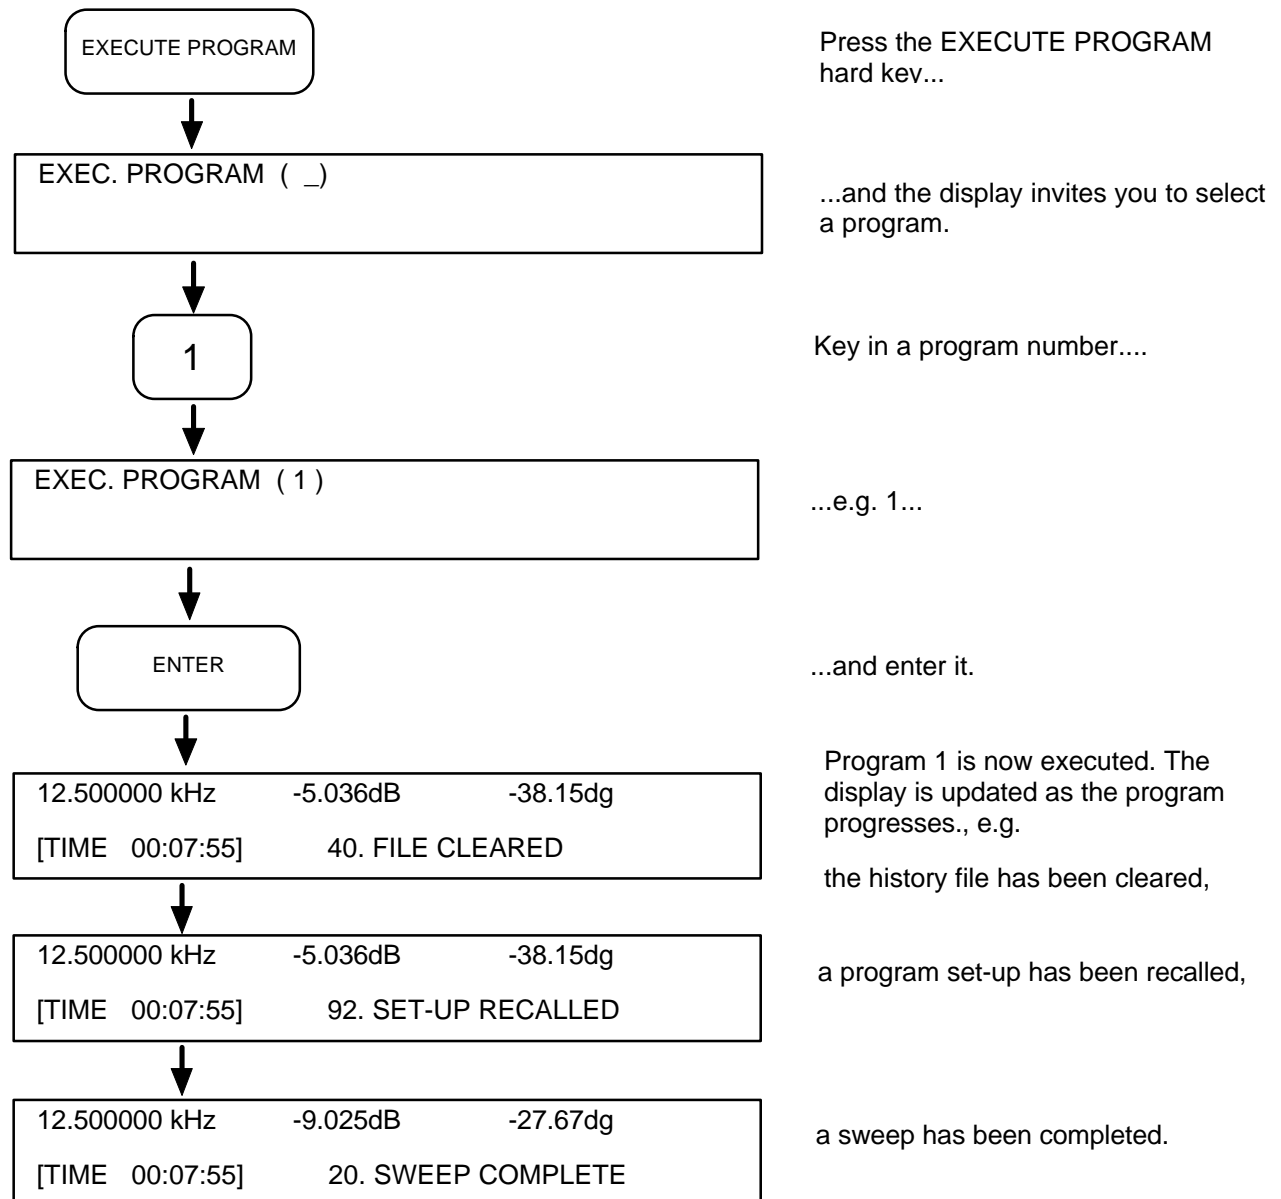 EXECUTE PROGRAM
Press the EXECUTE PROGRAM
hard key...
EXEC. PROGRAM ( _)
...and the display invites you to select
a program.
1
Key in a program number....
EXEC. PROGRAM ( 1 )
...e.g. 1...
ENTER
...and enter it.
Program 1 is now executed. The
display is updated as the program
progresses., e.g.
12.500000 kHz -5.036dB -38.15dg
[TIME 00:07:55] 40. FILE CLEARED
the history file has been cleared,
12.500000 kHz -5.036dB -38.15dg
[TIME 00:07:55] 92. SET-UP RECALLED
a program set-up has been recalled,
12.500000 kHz -9.025dB -27.67dg
[TIME 00:07:55] 20. SWEEP COMPLETE
a sweep has been completed.